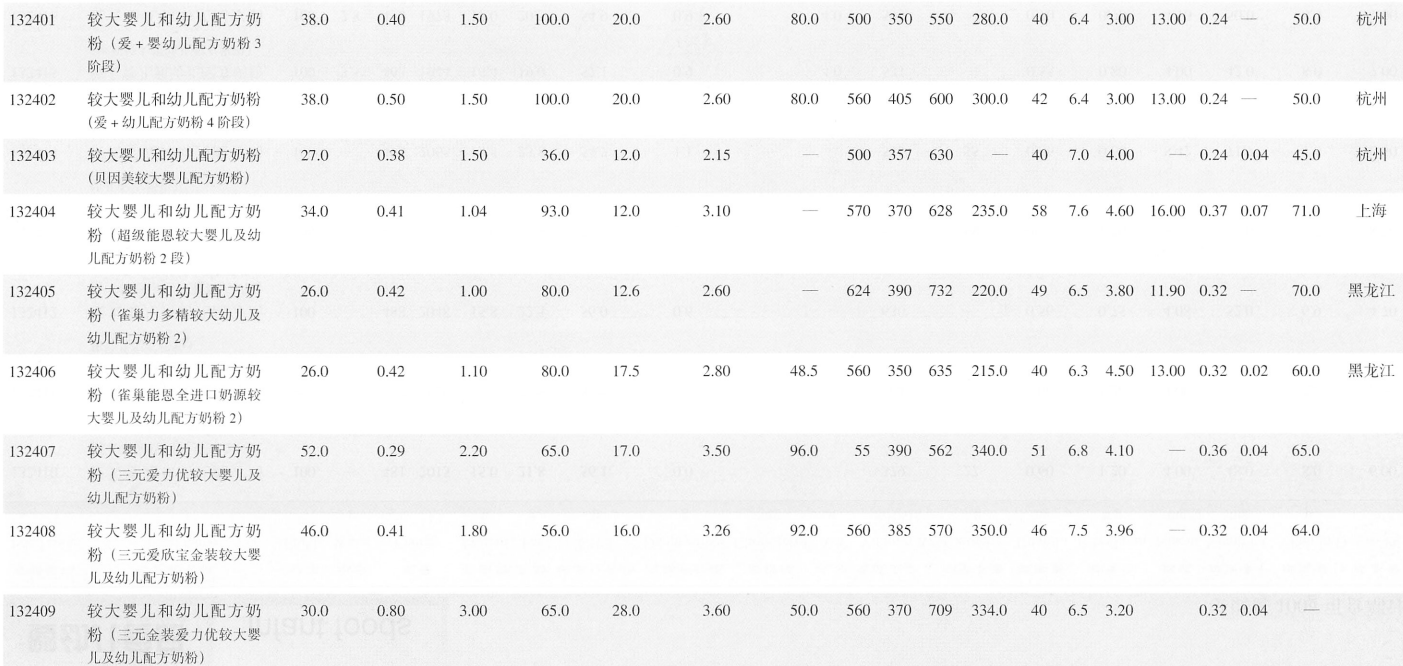 132401 较大婴儿和幼儿配方奶 38.0 0.40 1.50 100.0 20.0 2.60 80.0 500 350 550 280.0 40 6.4 3.00 13.00 0.24 — 50.0 杭州
粉（爱+婴幼儿配方奶粉3
阶段）
132402 较大婴儿和幼儿配方奶粉 38.0 0.50 1.50 100.0 20.0 2.60 80.0 560 405 600 300.0 42 6.4 3.00 13.00 0.24 — 50.0 杭州
（爱+幼儿配方奶粉4阶段）
132403 较大婴儿和幼儿配方奶粉 27.0 0.38 1.50 36.0 12.0 2.15 — 500 357 630 — 40 7.0 4.00 — 0.24 0.04 45.0 杭州
（贝因美较大婴儿配方奶粉）
132404 较大婴儿和幼儿配方奶 34.0 0.41 1.04 93.0 12.0 3.10 — 570 370 628 235.0 58 7.6 4.60 16.00 0.37 0.07 71.0 上海
粉（超级能恩较大婴儿及幼
儿配方奶粉2段）
132405 较大婴儿和幼儿配方奶 26.0 0.42 1.00 80.0 12.6 2.60 — 624 390 732 220.0 49 6.5 3.80 11.90 0.32 — 70.0 黑龙江
粉（雀巢力多精较大幼儿及
幼儿配方奶粉2）
132406 较大婴儿和幼儿配方奶 26.0 0.42 1.10 80.0 17.5 2.80 48.5 560 350 635 215.0 40 6.3 4.50 13.00 0.32 0.02 60.0 黑龙江
粉（雀巢能恩全进口奶源较
大婴儿及幼儿配方奶粉2）
132407 较大婴儿和幼儿配方奶 52.0 0.29 2.20 65.0 17.0 3.50 96.0 55 390 562 340.0 51 6.8 4.10 — 0.36 0.04 65.0
粉（三元爱力优较大婴儿及
幼儿配方奶粉）
132408 较大婴儿和幼儿配方奶 46.0 0.41 1.80 56.0 16.0 3.26 92.0 560 385 570 350.0 46 7.5 3.96 — 0.32 0.04 64.0
粉（三元爱欣宝金装较大婴
儿及幼儿配方奶粉）
132409 较大婴儿和幼儿配方奶 30.0 0.80 3.00 65.0 28.0 3.60 50.0 560 370 709 334.0 40 6.5 3.20 0.32 0.04 —
粉（三元金装爱力优较大婴
儿及幼儿配方奶粉）